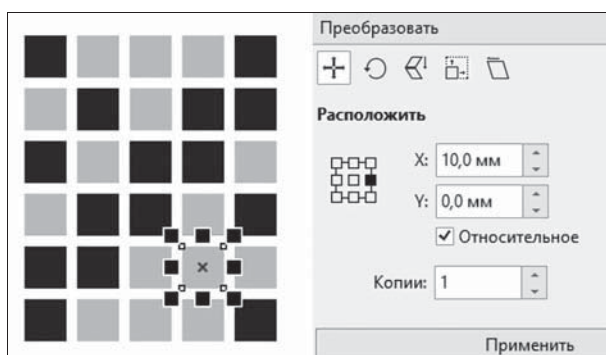 Преобразовать
Расположить
X: 10,0 мм
Y: 0,0 мм
Относительное
Копии: 1
Применить